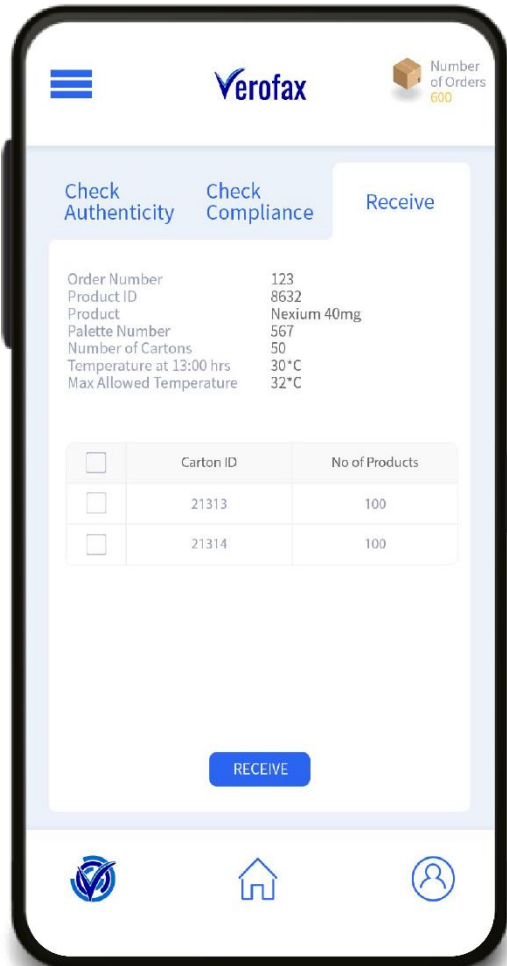 Verofax
Number
of Orders
600
Check
Authenticity
Check
Compliance
Receive
Order Number 123
Product ID 8632
Product Nexium 40mg
Palette Number 567
Number of Cartons 50
Temperature at 13:00 hrs 30*C
Max Allowed Temperature 32*C
Carton ID No of Products
21313 100
21314 100
RECEIVE